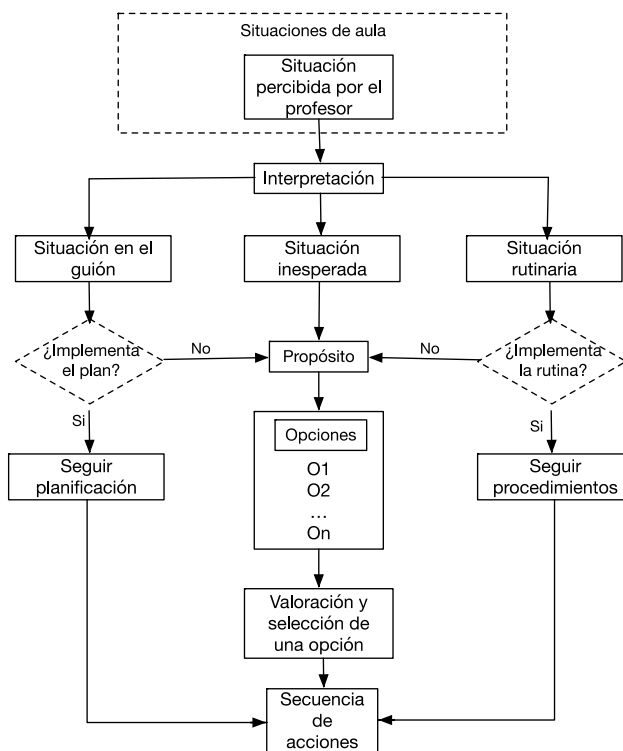 Situaciones de aula
Situación
percibida por el
profesor
Interpretación
Situación en el
guión
Situación
inesperada
Situación
rutinaria
¿Implementa
el plan?
No
Propósito
No
¿Implementa
la rutina?
Si
Opciones
Si
Seguir
planificación
O1
O2
...
On
Seguir
procedimientos
Valoración y
selección de
una opción
Secuencia
de
acciones